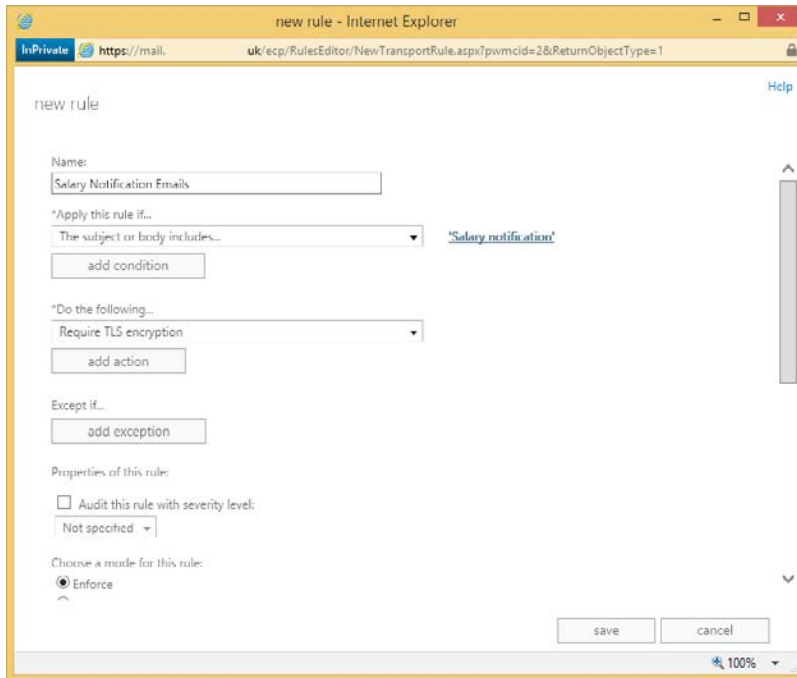 new rule - Internet Explorer
InPrivate https://mail. uk/ecp/RulesEditor/NewTransportRule.aspx?pwmcid=2&ReturnObjectType=1
Help
new rule
Name:
Salary Notification Emails
*Apply this rule if...
The subject or body includes... 'Salary notification'
add condition
*Do the following...
Require TLS encryption
add action
Except if...
add exception
Properties of this rule:
Audit this rule with severity level:
Not specified
Choose a mode for this rule:
Enforce
save cancel
100%